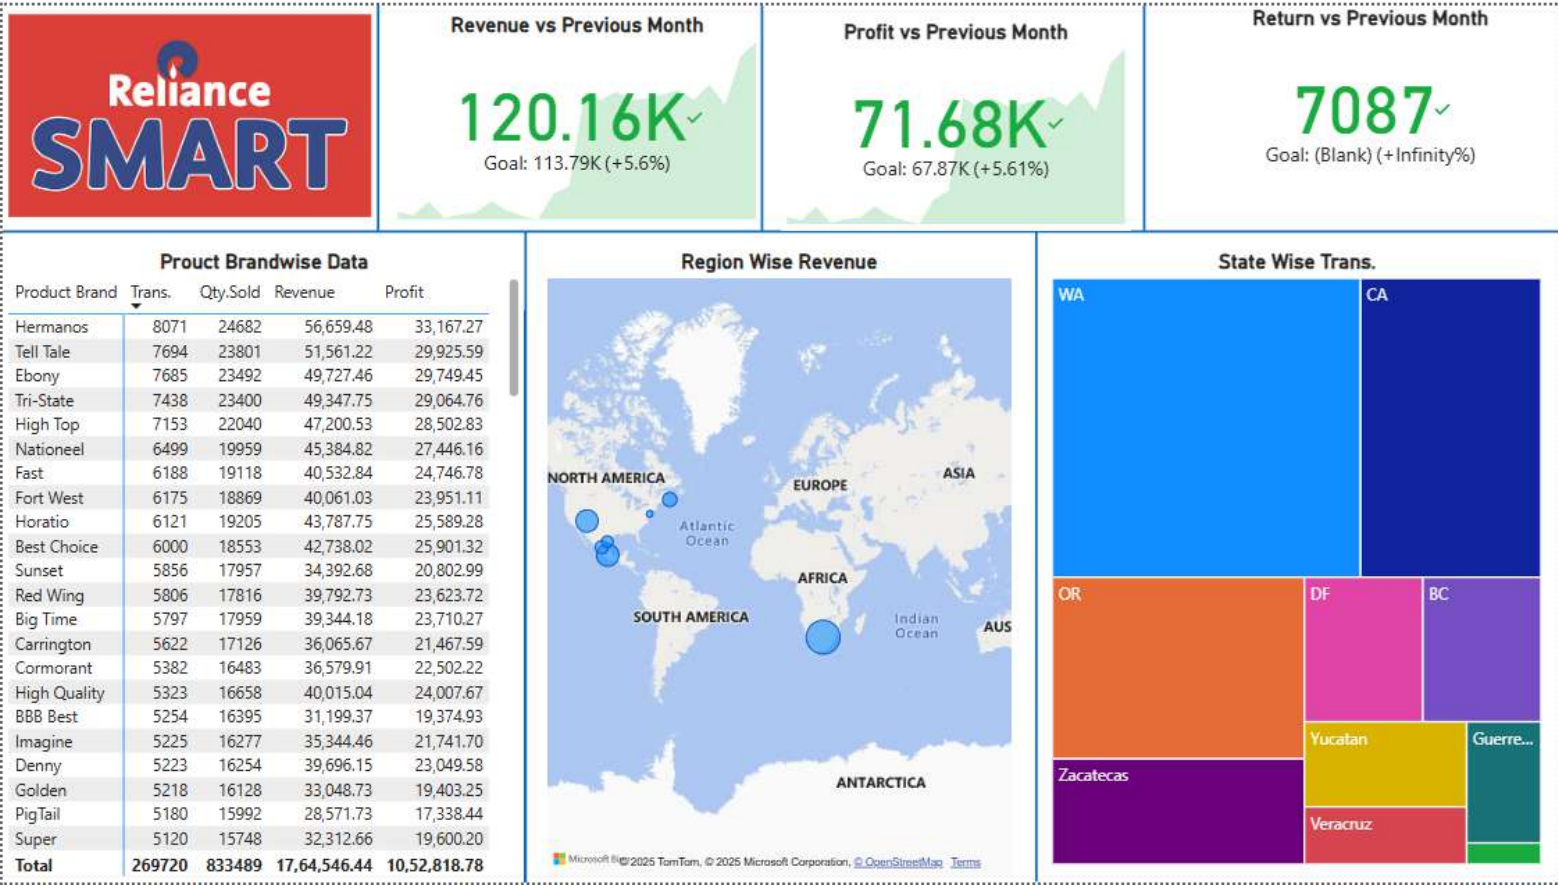 Reliance
SMART
Revenue vs Previous Month
120.16K
Goal: 113.79K (+5.6%)
Profit vs Previous Month
71.68K
Goal: 67.87K (+5.61%)
Return vs Previous Month
7087
Goal: (Blank) (+Infinity%)
Prouct Brandwise Data
Product Brand Trans. Qty.Sold Revenue Profit
Hermanos 8071 24682 56,659.48 33,167.27
Tell Tale 7694 23801 51,561.22 29,925.59
Ebony 7685 23492 49,727.46 29,749.45
Tri-State 7438 23400 49,347.75 29,064.76
High Top 7153 22040 47,200.53 28,502.83
Nationeel 6499 19959 45,384.82 27,446.16
Fast 6188 19118 40,532.84 24,746.78
Fort West 6175 18869 40,061.03 23,951.11
Horatio 6121 19205 43,787.75 25,589.28
Best Choice 6000 18553 42,738.02 25,901.32
Sunset 5856 17957 34,392.68 20,802.99
Red Wing 5806 17816 39,792.73 23,623.72
Big Time 5797 17959 39,344.18 23,710.27
Carrington 5622 17126 36,065.67 21,467.59
Cormorant 5382 16483 36,579.91 22,502.22
High Quality 5323 16658 40,015.04 24,007.67
BBB Best 5254 16395 31,199.37 19,374.93
Imagine 5225 16277 35,344.46 21,741.70
Denny 5223 16254 39,696.15 23,049.58
Golden 5218 16128 33,048.73 19,403.25
PigTail 5180 15992 28,571.73 17,338.44
Super 5120 15748 32,312.66 19,600.20
Total 269720 833489 17,64,546.44 10,52,818.78
Region Wise Revenue
NORTH AMERICA
EUROPE
ASIA
Atlantic
Ocean
AFRICA
SOUTH AMERICA
Indian
Ocean
AUS
ANTARCTICA
Microsoft © 2025 TomTom, © 2025 Microsoft Corporation, © OpenStreetMap Terms
State Wise Trans.
WA
CA
OR
DF
BC
Zacatecas
Yucatan
Guerre...
Veracruz